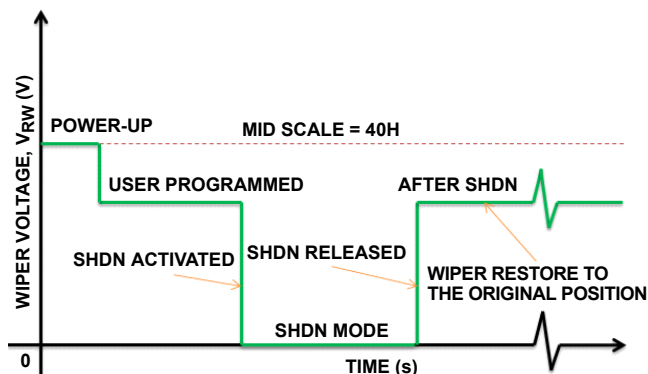 WIPER VOLTAGE, VRW (V)
POWER-UP
MID SCALE = 40H
USER PROGRAMMED
AFTER SHDN
SHDN ACTIVATED
SHDN RELEASED
WIPER RESTORE TO
THE ORIGINAL POSITION
SHDN MODE
0
TIME (s)